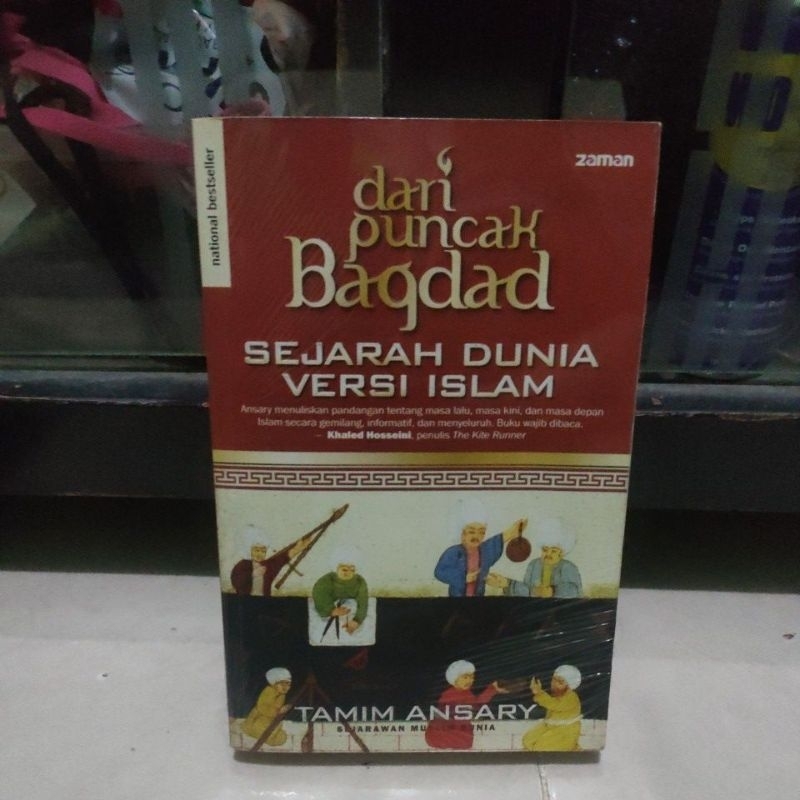 national bestseller
zaman
dari
puncak
Bagdad
SEJARAH DUNIA
VERSI ISLAM
Ansary menuliskan pandangan tentang masa lalu, masa kini, dan masa depan
Islam secara gemilang, informatif, dan menyeluruh. Buku wajib dibaca.
– Khaled Hosseini, penulis The Kite Runner
TAMIM ANSARY
SEJARAWAN MUSLIM DUNIA